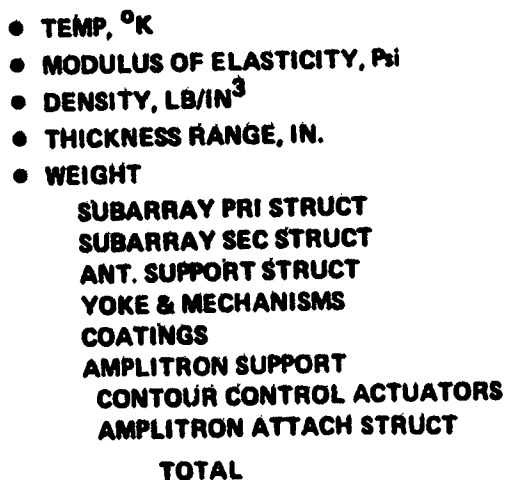 • TEMP, °K
• MODULUS OF ELASTICITY, Psi
• DENSITY, LB/IN³
• THICKNESS RANGE, IN.
• WEIGHT
SUBARRAY PRI STRUCT
SUBARRAY SEC STRUCT
ANT. SUPPORT STRUCT
YOKE & MECHANISMS
COATINGS
AMPLITRON SUPPORT
CONTOUR CONTROL ACTUATORS
AMPLITRON ATTACH STRUCT
TOTAL